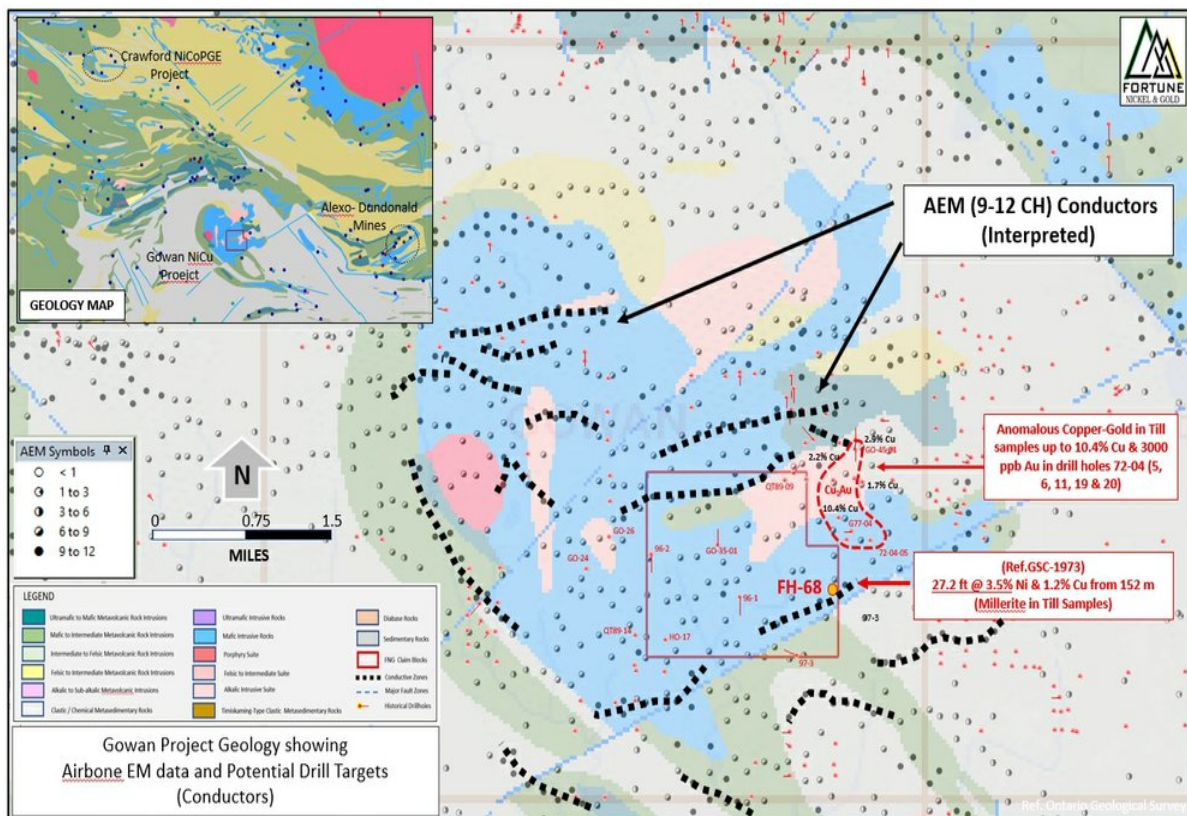 Crawford NiCoPGE
Project
Alexo- Dundonald
Mines
Gowan NiCu
Proeict
GEOLOGY MAP
FORTUNE
NICKEL & GOLD
AEM (9-12 CH) Conductors
(Interpreted)
GOWAN
Anomalous Copper-Gold in Till
samples up to 10.4% Cu & 3000
ppb Au in drill holes 72-04 (5,
6, 11, 19 & 20)
2.9% Cu
2.2% Cu
1.7% Cu
Cu-Au
10.4% Cu
QT89-09
G77-04
72-04-05
GO-26
GO-24
GO-35-01
96-2
96-1
FH-68
(Ref.GSC-1973)
27.2 ft @ 3.5% Ni & 1.2% Cu from 152 m
(Millerite in Till Samples)
QT89-14
HO-17
97-3
97-3
AEM Symbols
< 1
1 to 3
3 to 6
6 to 9
9 to 12
N
0 0.75 1.5
MILES
LEGEND
Ultramafic to Mafic Metavolcanic Rock Intrusions
Mafic to Intermediate Metavolcanic Rock Intrusions
Intermediate to Felsic Metavolcanic Rock Intrusions
Felsic to Intermediate Metavolcanic Rock Intrusions
Alkalic to Sub-alkalic Metavolcanic Intrusions
Clastic / Chemical Metasedimentary Rocks
Ultramafic Intrusive Rocks
Mafic Intrusive Rocks
Porphyry Suite
Felsic to Intermediate Suite
Alkalic Intrusive Suite
Timiskaming-Type Clastic Metasedimentary Rocks
Diabase Rocks
Sedimentary Rocks
FNG Claim Blocks
Conductive Zones
Major Fault Zones
Historical Drillholes
Gowan Project Geology showing
Airbone EM data and Potential Drill Targets
(Conductors)
Ref. Ontario Geological Survey